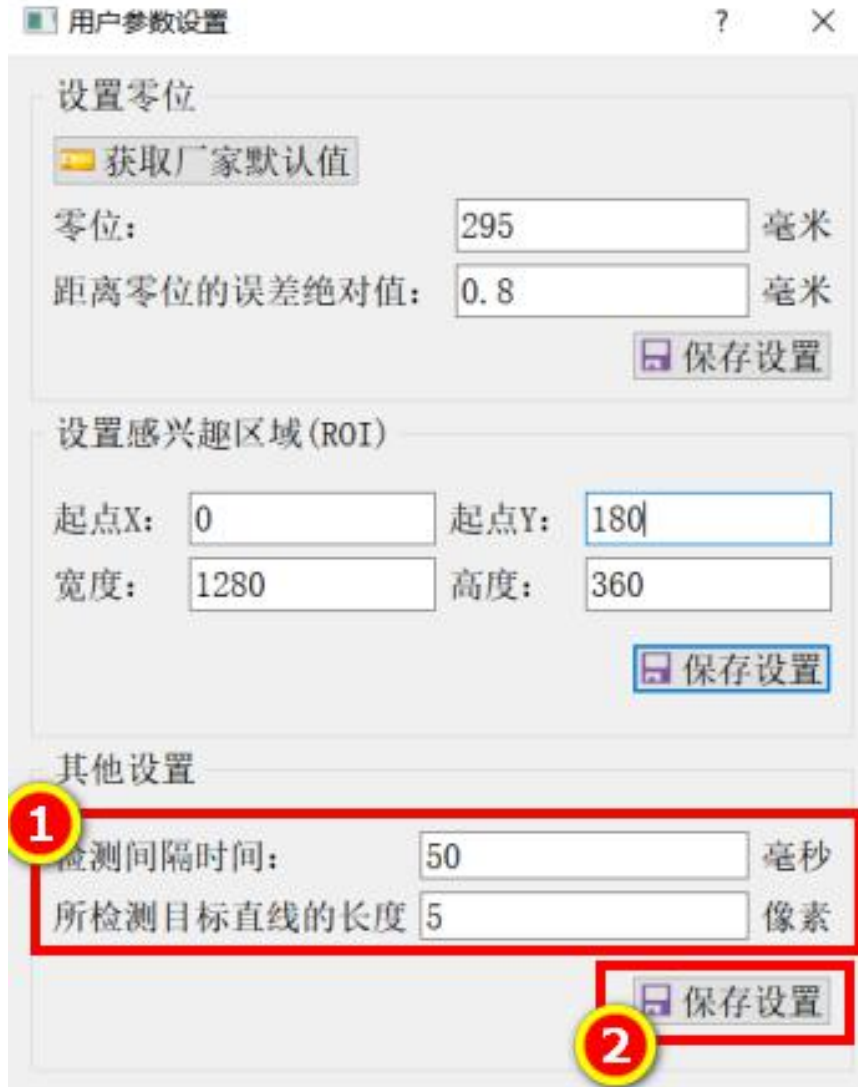 用户参数设置 ? ×
设置零位
获取厂家默认值
零位: 295 毫米
距离零位的误差绝对值: 0.8 毫米
保存设置
设置感兴趣区域(ROI)
起点X: 0 起点Y: 180
宽度: 1280 高度: 360
保存设置
其他设置
1
检测间隔时间: 50 毫秒
所检测目标直线的长度 5 像素
保存设置
2